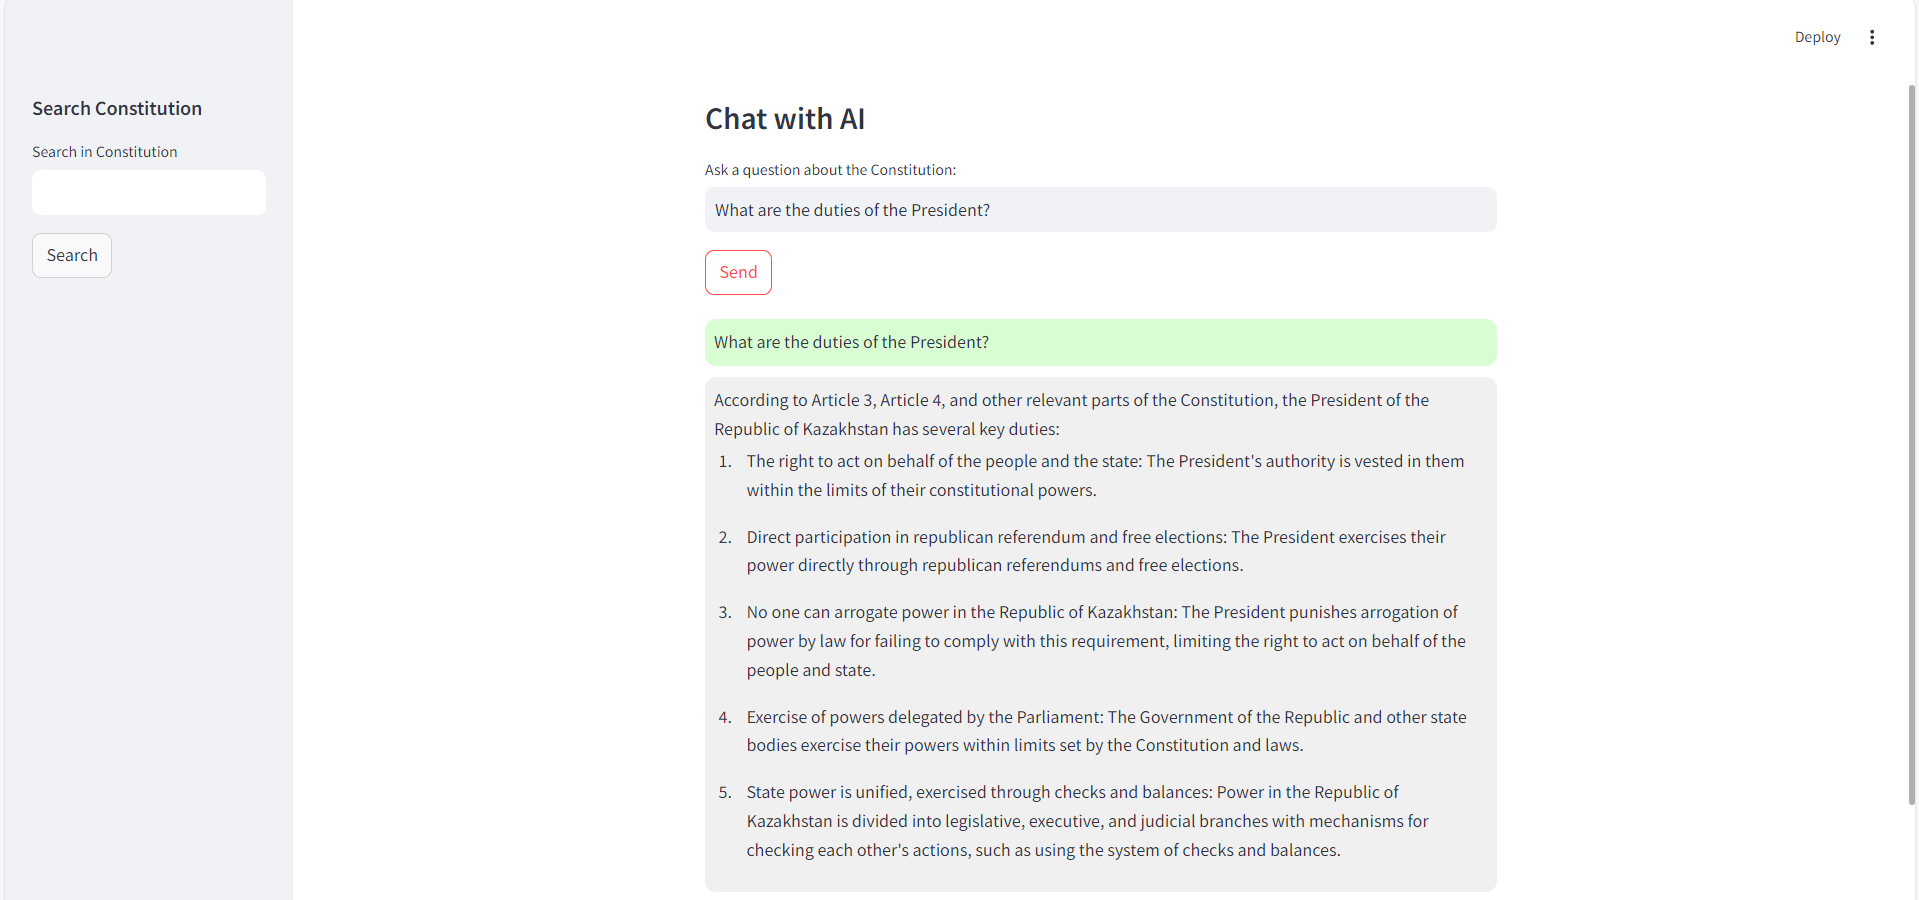 Deploy
Search Constitution
Search in Constitution
Search
Chat with AI
Ask a question about the Constitution:
What are the duties of the President?
Send
What are the duties of the President?
According to Article 3, Article 4, and other relevant parts of the Constitution, the President of the
Republic of Kazakhstan has several key duties:
1. The right to act on behalf of the people and the state: The President's authority is vested in them
within the limits of their constitutional powers.
2. Direct participation in republican referendum and free elections: The President exercises their
power directly through republican referendums and free elections.
3. No one can arrogate power in the Republic of Kazakhstan: The President punishes arrogation of
power by law for failing to comply with this requirement, limiting the right to act on behalf of the
people and state.
4. Exercise of powers delegated by the Parliament: The Government of the Republic and other state
bodies exercise their powers within limits set by the Constitution and laws.
5. State power is unified, exercised through checks and balances: Power in the Republic of
Kazakhstan is divided into legislative, executive, and judicial branches with mechanisms for
checking each other's actions, such as using the system of checks and balances.